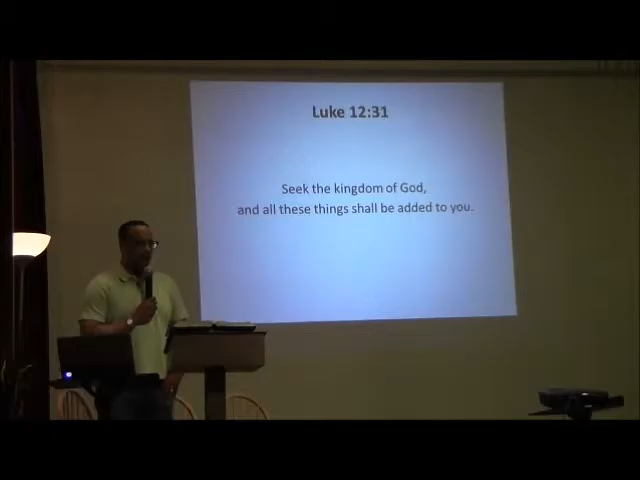 Luke 12:31
Seek the kingdom of God,
and all these things shall be added to you.